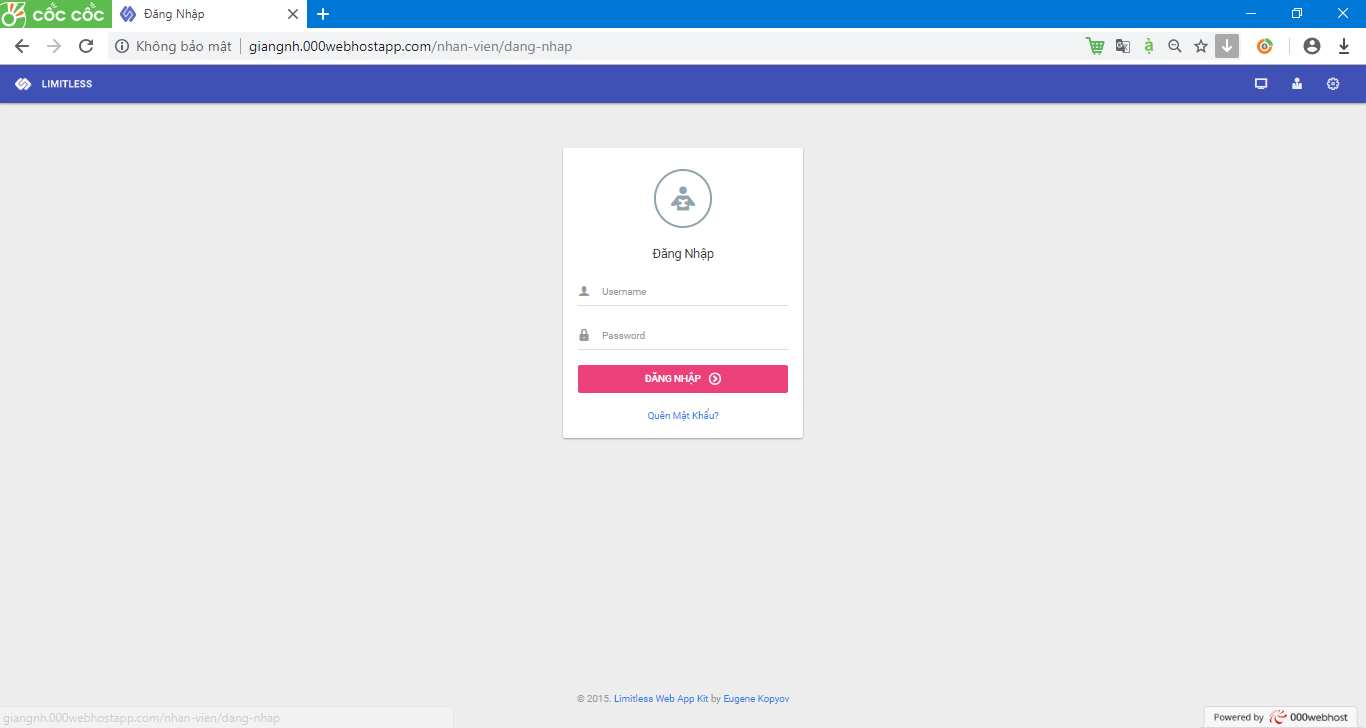 cốc cốc
Đăng Nhập
Không bảo mật
giangnh.000webhostapp.com/nhan-vien/dang-nhap
LIMITLESS
Đăng Nhập
Username
Password
ĐĂNG NHẬP
Quên Mật Khẩu?
© 2015. Limitless Web App Kit by Eugene Kopyov
giangnh.000webhostapp.com/nhan-vien/dang-nhap
Powered by 000webhost